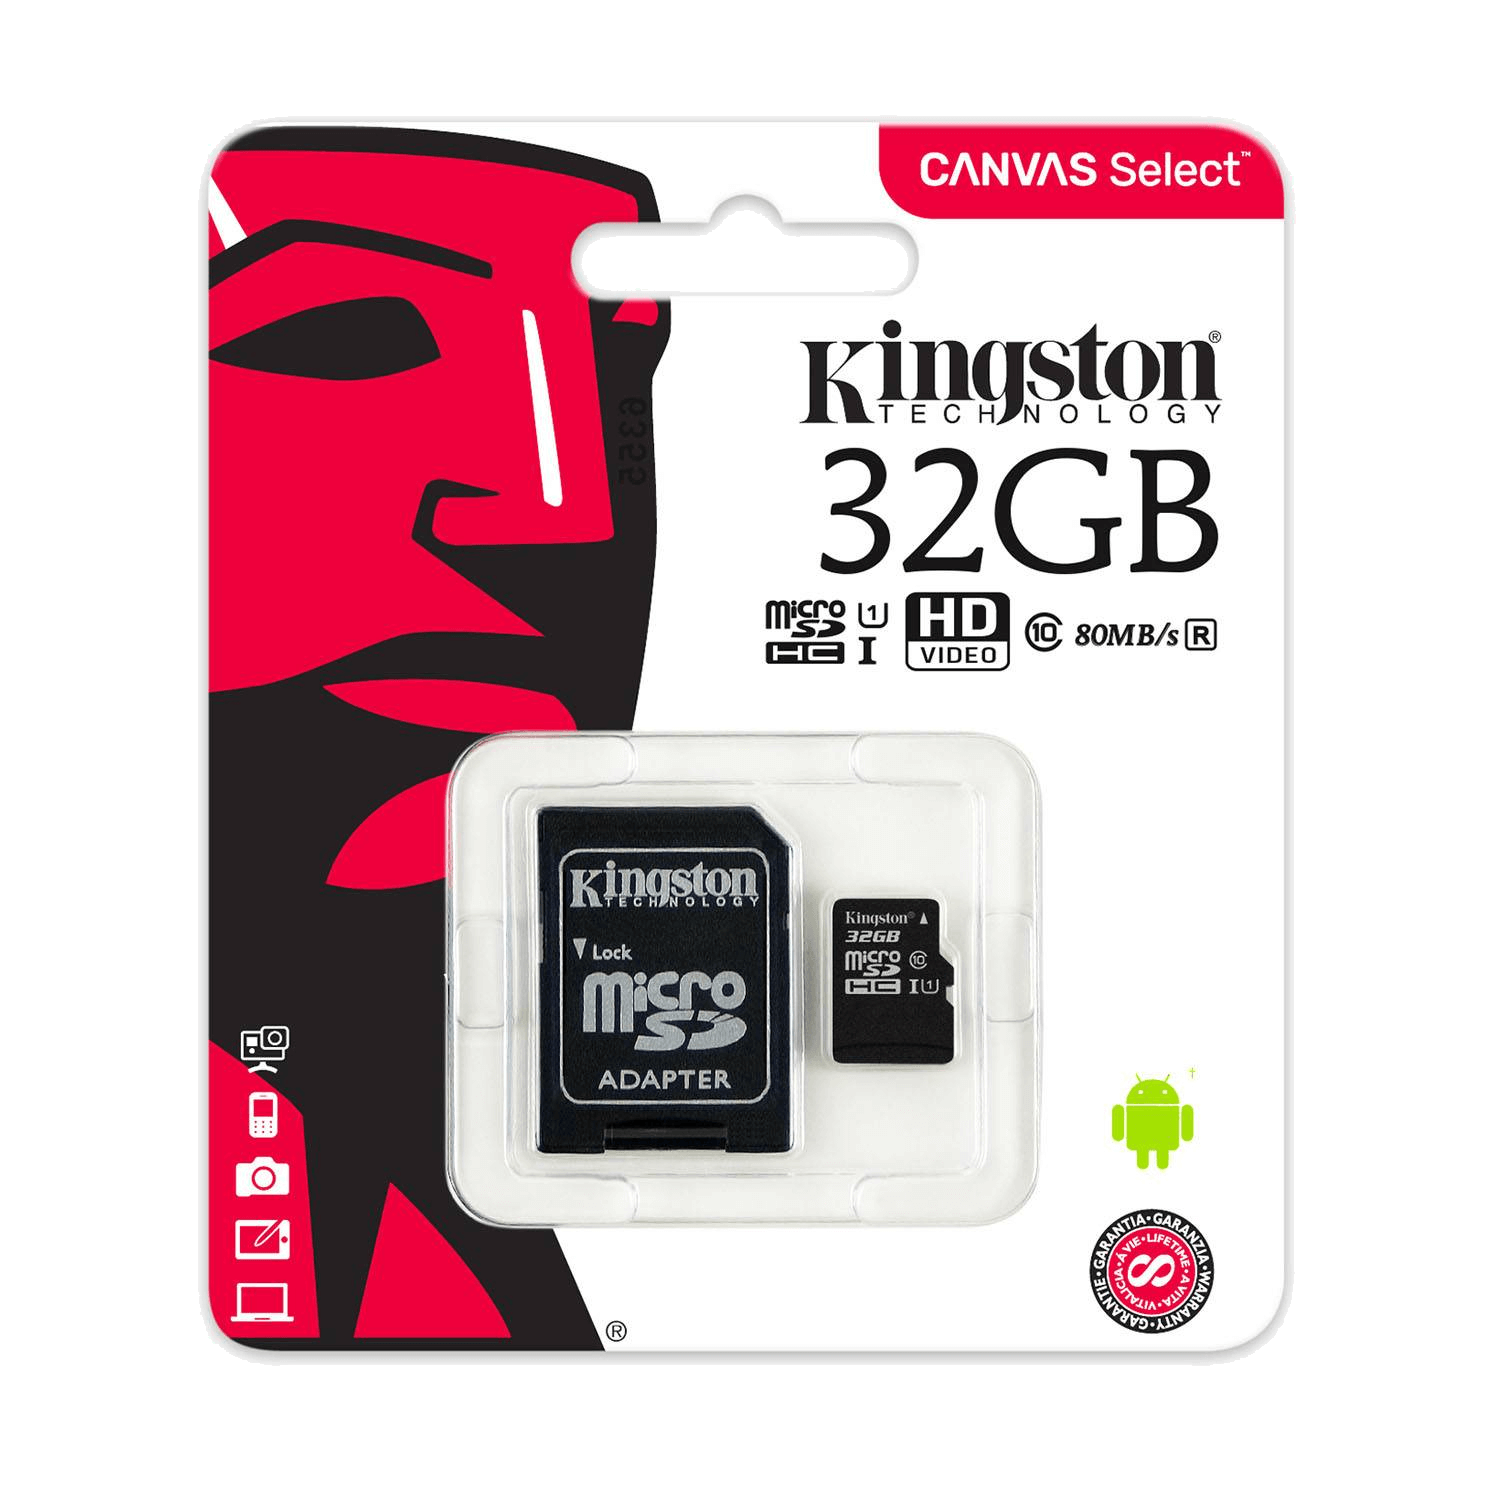 CANVAS Select™
Kingston®
TECHNOLOGY
32GB
micro
SD
HC I
U1
HD
VIDEO
10
80MB/s R
6355
Kingston
TECHNOLOGY
Lock
micro
SD
ADAPTER
Kingston®
32GB
micro
SD
HC I U1
10
†
GARANTIA • GARANZIA • WARRANTY • GARANTIE •
À VIE • LIFETIME • A VITA • VITALICIA •
®